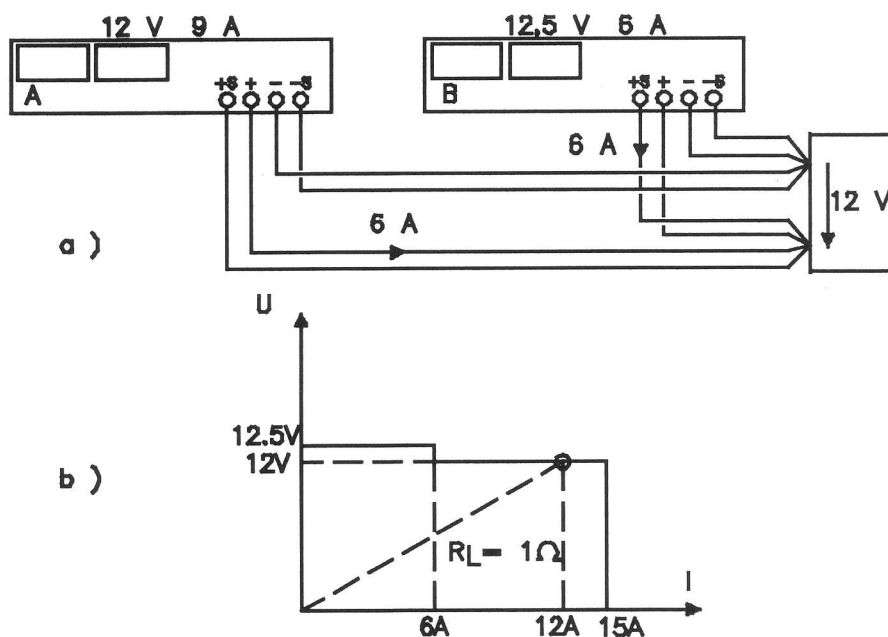 12 V 9 A
12,5 V 6 A
+S + - -S
+S + - -S
A
B
6 A
12 V
6 A
a )
U
12.5V
12V
b )
RL= 1Ω
I
6A 12A 15A